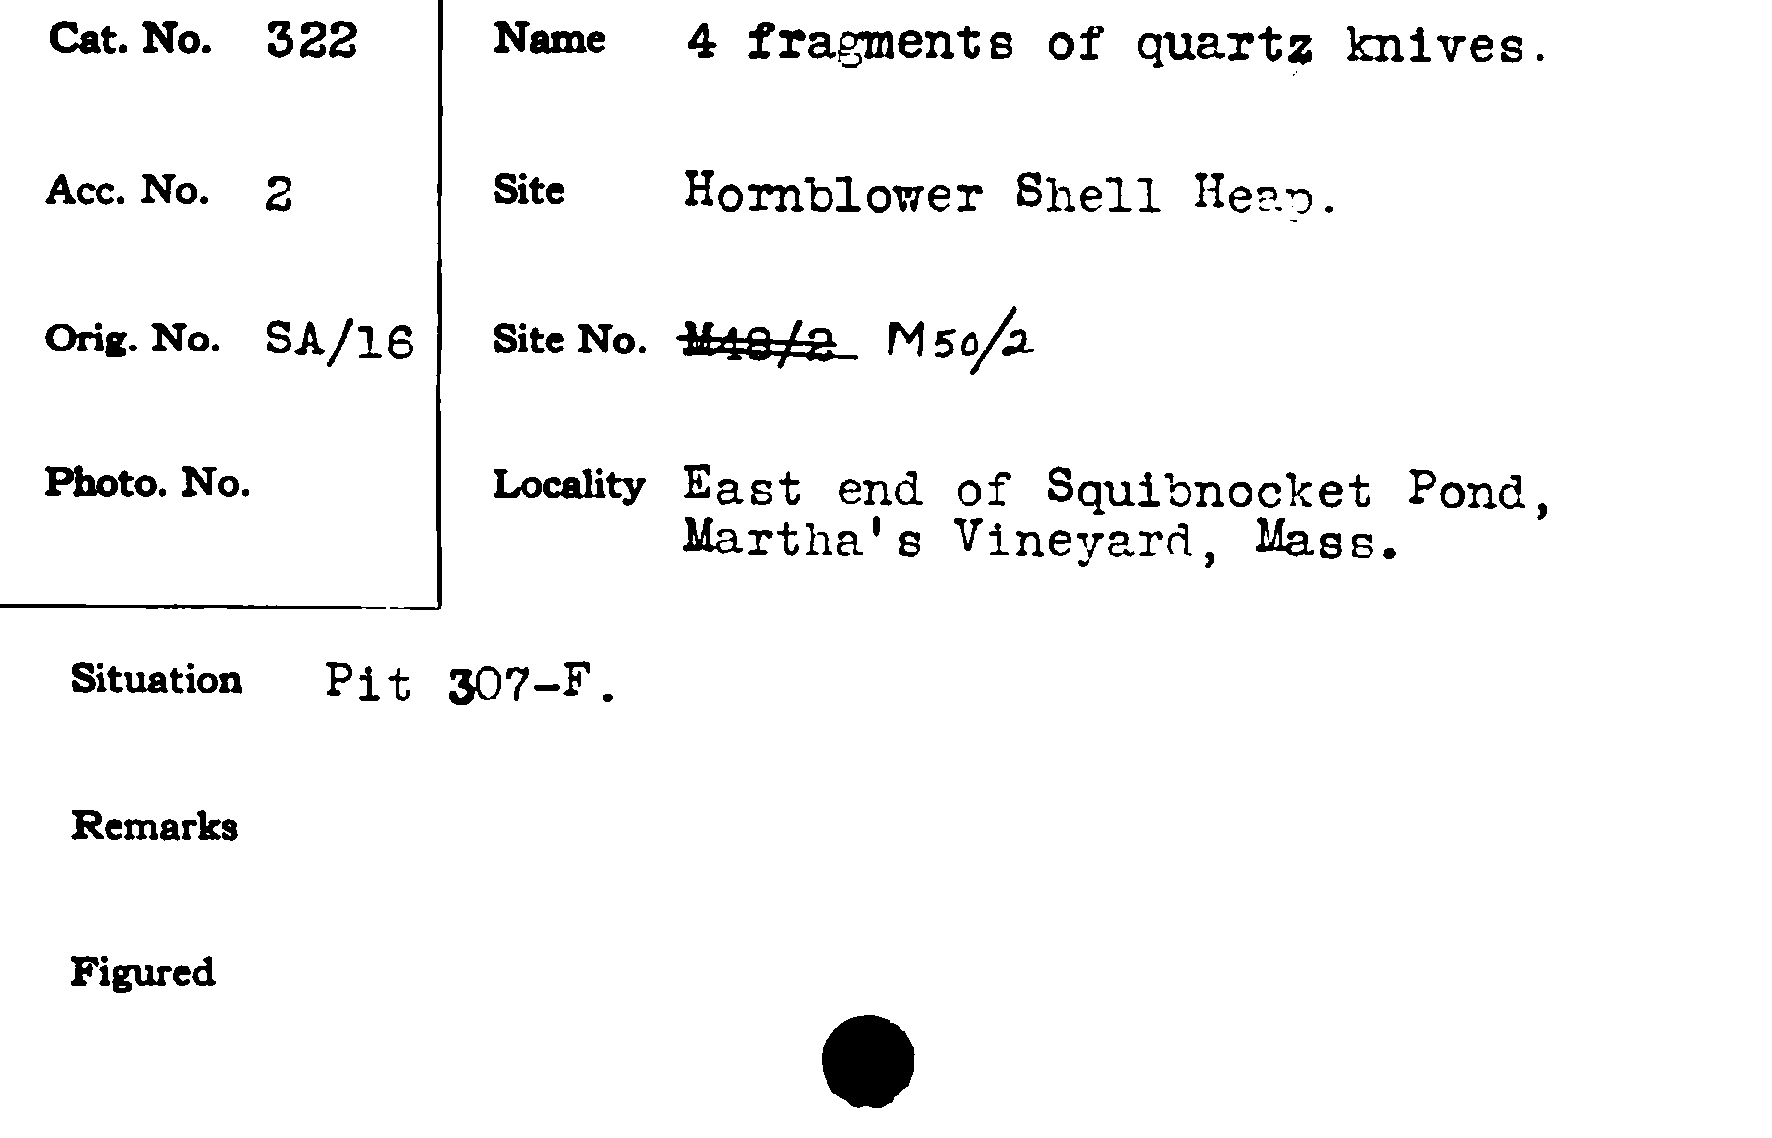 Cat. No. 322
Name 4 fragments of quartz knives.
Acc. No. 2
Site Hornblower Shell Heap.
Orig. No. SA/16
Site No. M48/2 M50/2
Photo. No.
Locality East end of Squibnocket Pond,
Martha's Vineyard, Mass.
Situation Pit 307-F.
Remarks
Figured